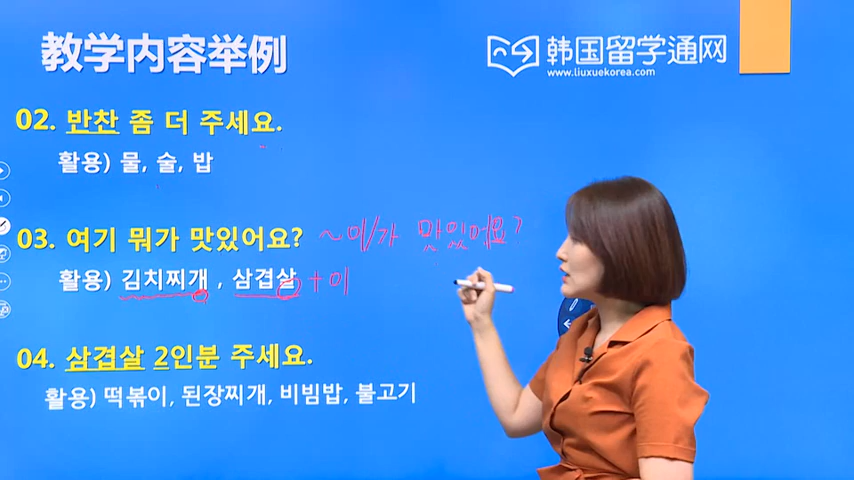 教学内容举例
韩国留学通网
www.liuxuekorea.com
02. 반찬 좀 더 주세요.
활용) 물, 술, 밥
03. 여기 뭐가 맛있어요? ~이/가 맛있어요?
활용) 김치찌개 , 삼겹살 +이
04. 삼겹살 2인분 주세요.
활용) 떡볶이, 된장찌개, 비빔밥, 불고기